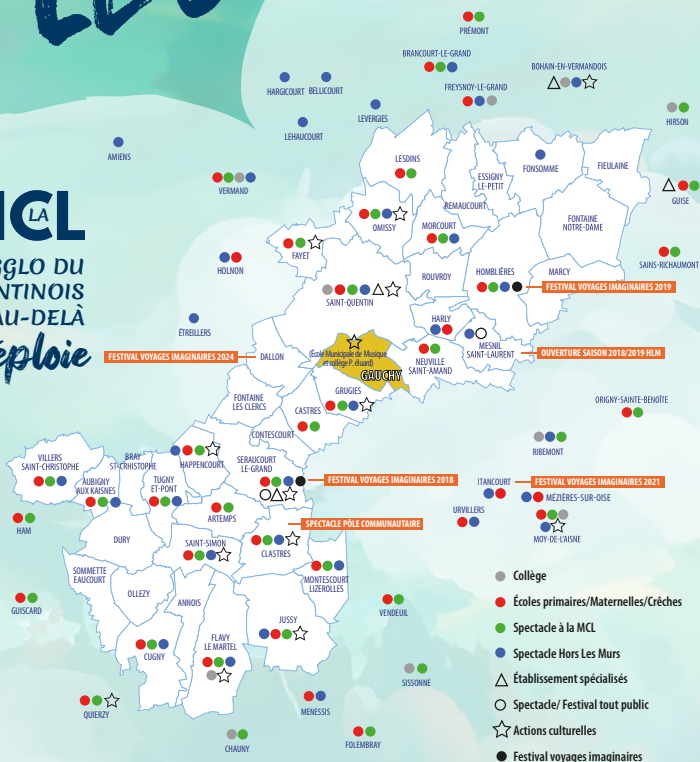 LA
CL
GGLO DU
NTINOIS
AU-DELÀ
éploie
PRÉMONT
BRANCOURT-LE-GRAND
BOHAIN-EN-VERMANDOIS
HARGICOURT
BELLICOURT
FREYSNOY-LE-GRAND
LEVERGIES
HIRSON
LEHAUCOURT
AMIENS
LESDINS
FONSOMME
FIEULAINE
ESSIGNY
LE-PETIT
VERMAND
REMAUCOURT
GUISE
OMISSY
MORCOURT
FONTAINE
NOTRE-DAME
FAYET
HOLNON
ROUVROY
HOMBLIÈRES
MARCY
SAINS-RICHAUMONT
FESTIVAL VOYAGES IMAGINAIRES 2019
SAINT-QUENTIN
ÉTREILLERS
HARLY
MESNIL
SAINT-LAURENT
OUVERTURE SAISON 2018/2019 HLM
FESTIVAL VOYAGES IMAGINAIRES 2024
DALLON
(École Municipale de Musique
et collège P. éluard)
GAUCHY
NEUVILLE
SAINT-AMAND
GRUGIES
FONTAINE
LES CLERCS
CASTRES
ORIGNY-SAINTE-BENOÎTE
CONTESCOURT
RIBEMONT
VILLERS
SAINT-CHRISTOPHE
BRAY
ST-CHRHISTOPHE
HAPPENCOURT
SERAUCOURT
LE-GRAND
AUBIGNY
AUX KAISNES
TUGNY
ET-PONT
FESTIVAL VOYAGES IMAGINAIRES 2018
ITANCOURT
FESTIVAL VOYAGES IMAGINAIRES 2021
MÉZIÈRES-SUR-OISE
URVILLERS
HAM
ARTEMPS
SPECTACLE PÔLE COMMUNAUTAIRE
MOY-DE-L'AISNE
DURY
SAINT-SIMON
CLASTRES
SOMMETTE
EAUCOURT
MONTESCOURT
LIZEROLLES
OLLEZY
ANNOIS
GUISCARD
VENDEUIL
JUSSY
FLAVY
LE MARTEL
CUGNY
SISSONNE
QUIERZY
MENESSIS
CHAUNY
FOLEMBRAY
Collège
Écoles primaires/Maternelles/Crêches
Spectacle à la MCL
Spectacle Hors Les Murs
Établissement spécialisés
Spectacle/ Festival tout public
Actions culturelles
Festival voyages imaginaires